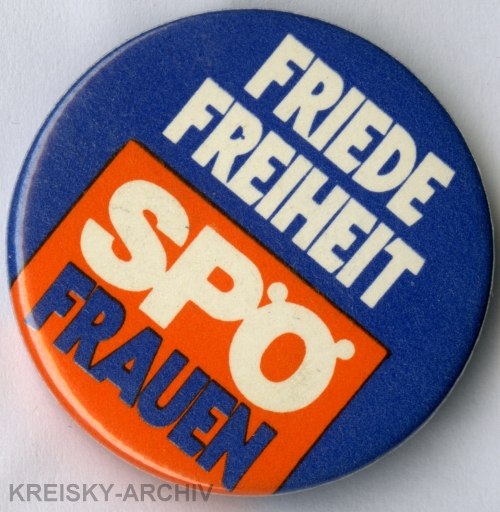 FRIEDE
FREIHEIT
SPÖ
FRAUEN
KREISKY-ARCHIV